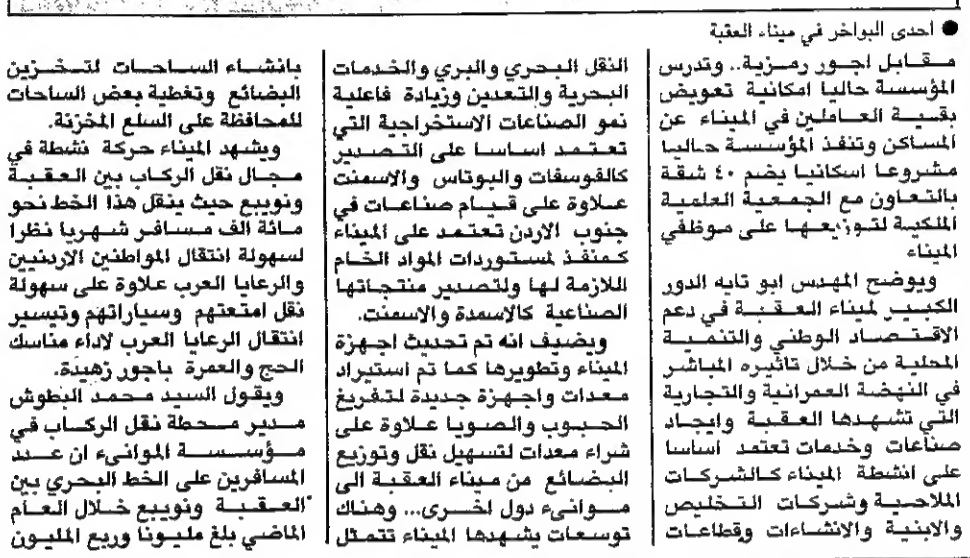 ● احدى البواخر في ميناء العقبة
مقابل اجور رمزية.. وتدرس
المؤسسة حاليا امكانية تعويض
بقية العاملين في الميناء عن
المساكن وتنفذ المؤسسة حاليا
مشروعا اسكانيا يضم ٤٠ شقة
بالتعاون مع الجمعية العلمية
الملكية لتوزيعها على موظفي
الميناء
ويوضح المهدس ابو تايه الدور
الكبير لميناء العقبة في دعم
الاقتصاد الوطني والتنمية
المحلية من خلال تاثيره المباشر
في النهضة العمرانية والتجارية
التي تشهدها العقبة وايجاد
صناعات وخدمات تعتمد اساسا
على انشطة الميناء كالشركات
الملاحية وشركات التخليص
والابنية والانشاءات وقطاعات
النقل البحري والبري والخدمات
البحرية والتعدين وزيادة فاعلية
نمو الصناعات الاستخراجية التي
تعتمد اساسا على التصدير
كالفوسفات والبوتاس والاسمنت
علاوة على قيام صناعات في
جنوب الاردن تعتمد على الميناء
كمنفذ لمستوردات المواد الخام
اللازمة لها ولتصدير منتجاتها
الصناعية كالاسمدة والاسمنت.
ويضيف انه تم تحديث اجهزة
الميناء وتطويرها كما تم استيراد
معدات واجهزة جديدة لتفريغ
الحبوب والصويا علاوة على
شراء معدات لتسهيل نقل وتوزيع
البضائع من ميناء العقبة الى
موانىء دول اخرى... وهناك
توسعات يشهدها الميناء تتمثل
بانشاء الساحات لتخزين
البضائع وتغطية بعض الساحات
للمحافظة على السلع المخزنة.
ويشهد الميناء حركة نشطة في
مجال نقل الركاب بين العقبة
ونويبع حيث ينقل هذا الخط نحو
مائة الف مسافر شهريا نظرا
لسهولة انتقال المواطنين الاردنيين
والرعايا العرب علاوة على سهولة
نقل امتعتهم وسياراتهم وتيسير
انتقال الرعايا العرب لاداء مناسك
الحج والعمرة باجور زهيدة.
ويقول السيد محمد البطوش
مدير محطة نقل الركاب في
مؤسسة الموانىء ان عدد
المسافرين على الخط البحري بين
العقبة ونويبع خلال العام
الماضي بلغ مليونا وربع المليون